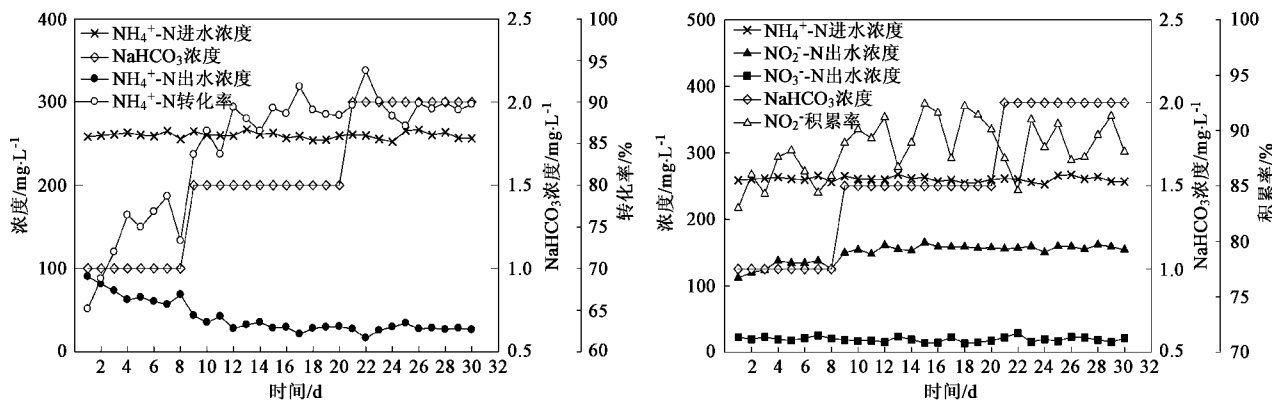 400
300
200
100
0
浓度/mg·L⁻¹
NH₄⁺-N进水浓度
NaHCO₃浓度
NH₄⁺-N出水浓度
NH₄⁺-N转化率
2.5
2.0
1.5
1.0
0.5
NaHCO₃浓度/mg·L⁻¹
100
95
90
85
80
75
70
65
60
转化率/%
2 4 6 8 10 12 14 16 18 20 22 24 26 28 30 32
时间/d
500
400
300
200
100
0
浓度/mg·L⁻¹
NH₄⁺-N进水浓度
NO₂⁻-N出水浓度
NO₃⁻-N出水浓度
NaHCO₃浓度
NO₂⁻积累率
2.5
2.0
1.5
1.0
0.5
NaHCO₃浓度/mg·L⁻¹
100
95
90
85
80
75
70
积累率/%
2 4 6 8 10 12 14 16 18 20 22 24 26 28 30 32
时间/d